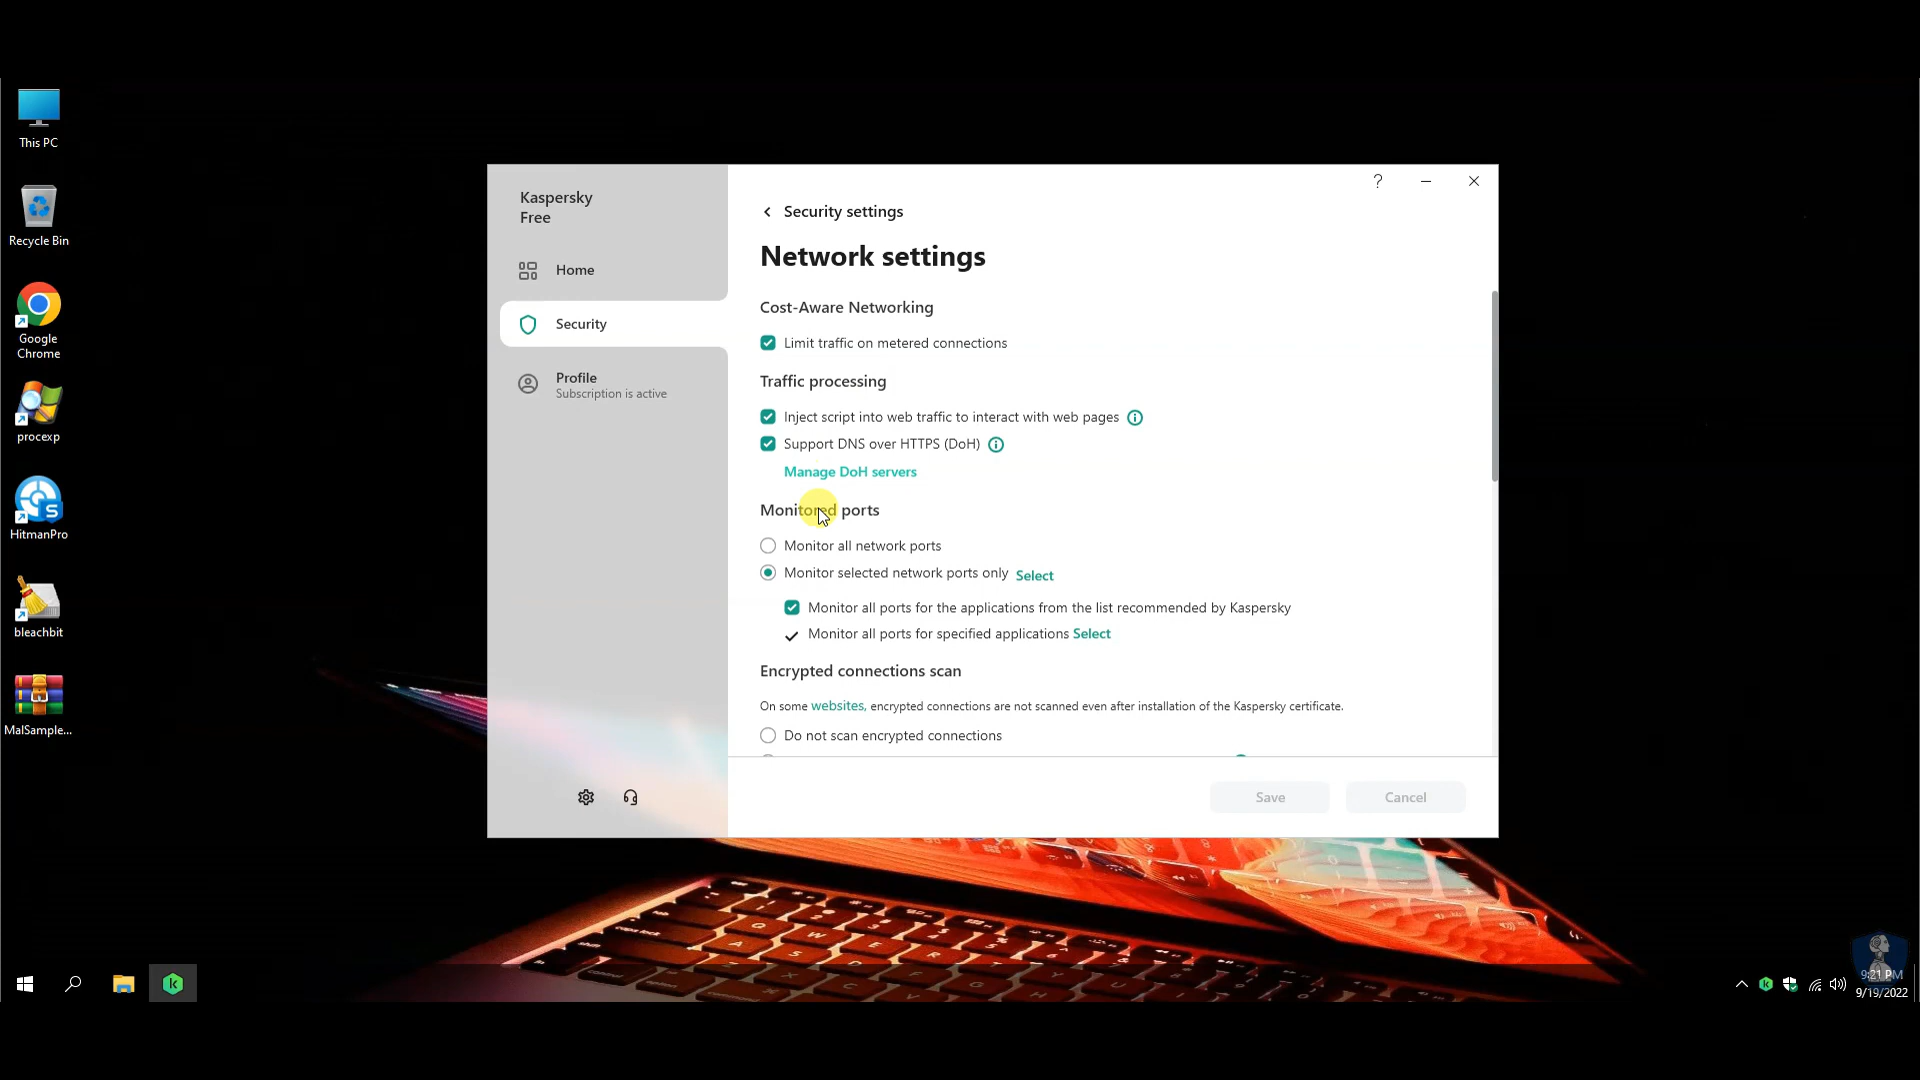 This PC
Recycle Bin
Google
Chrome
procexp
HitmanPro
bleachbit
MalSample...
Kaspersky
Free
Home
Security
Profile
Subscription is active
?
Security settings
Network settings
Cost-Aware Networking
Limit traffic on metered connections
Traffic processing
Inject script into web traffic to interact with web pages
Support DNS over HTTPS (DoH)
Manage DoH servers
Monitored ports
Monitor all network ports
Monitor selected network ports only Select
Monitor all ports for the applications from the list recommended by Kaspersky
Monitor all ports for specified applications Select
Encrypted connections scan
On some websites, encrypted connections are not scanned even after installation of the Kaspersky certificate.
Do not scan encrypted connections
Save
Cancel
9:21 PM
9/19/2022